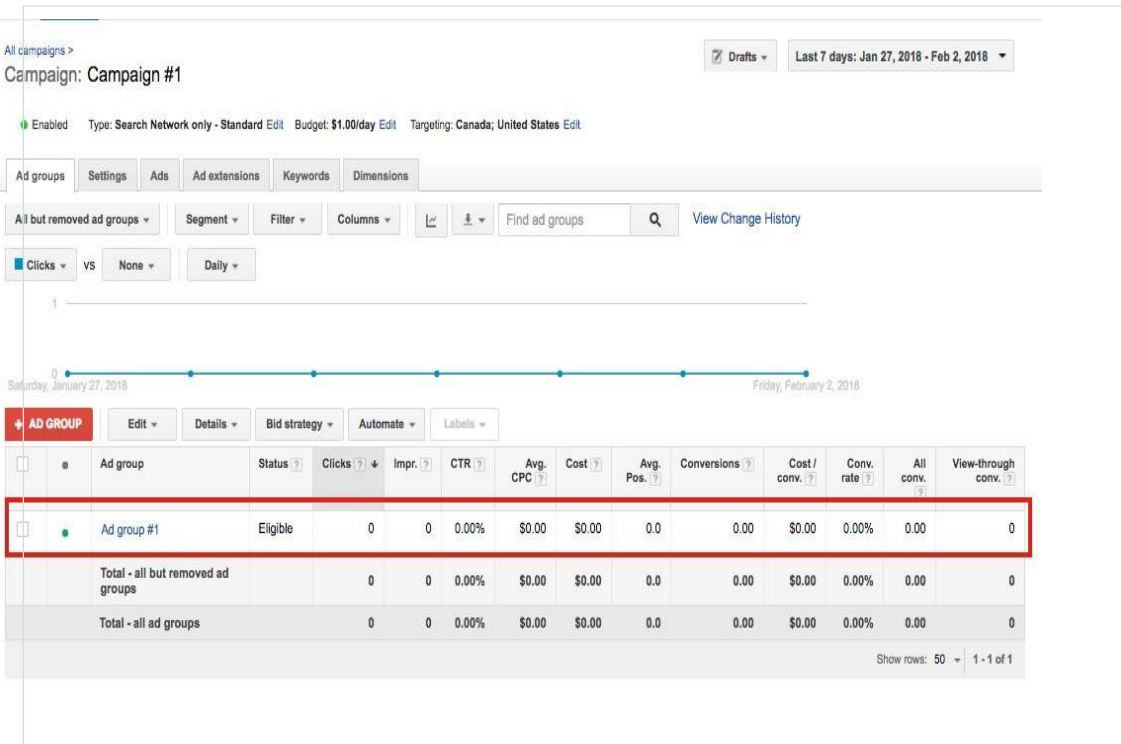 All campaigns >
Campaign: Campaign #1
Drafts
Last 7 days: Jan 27, 2018 - Feb 2, 2018
Enabled Type: Search Network only - Standard Edit Budget: $1.00/day Edit Targeting: Canada; United States Edit
Ad groups Settings Ads Ad extensions Keywords Dimensions
All but removed ad groups Segment Filter Columns Find ad groups View Change History
Clicks VS None Daily
1
0
Saturday, January 27, 2018 Friday, February 2, 2018
+ AD GROUP Edit Details Bid strategy Automate Labels
Ad group Status ? Clicks ? Impr. ? CTR ? Avg. CPC ? Cost ? Avg. Pos. ? Conversions ? Cost / conv. ? Conv. rate ? All conv. ? View-through conv. ?
Ad group #1 Eligible 0 0 0.00% $0.00 $0.00 0.0 0.00 $0.00 0.00% 0.00 0
Total - all but removed ad groups 0 0 0.00% $0.00 $0.00 0.0 0.00 $0.00 0.00% 0.00 0
Total - all ad groups 0 0 0.00% $0.00 $0.00 0.0 0.00 $0.00 0.00% 0.00 0
Show rows: 50 1 - 1 of 1